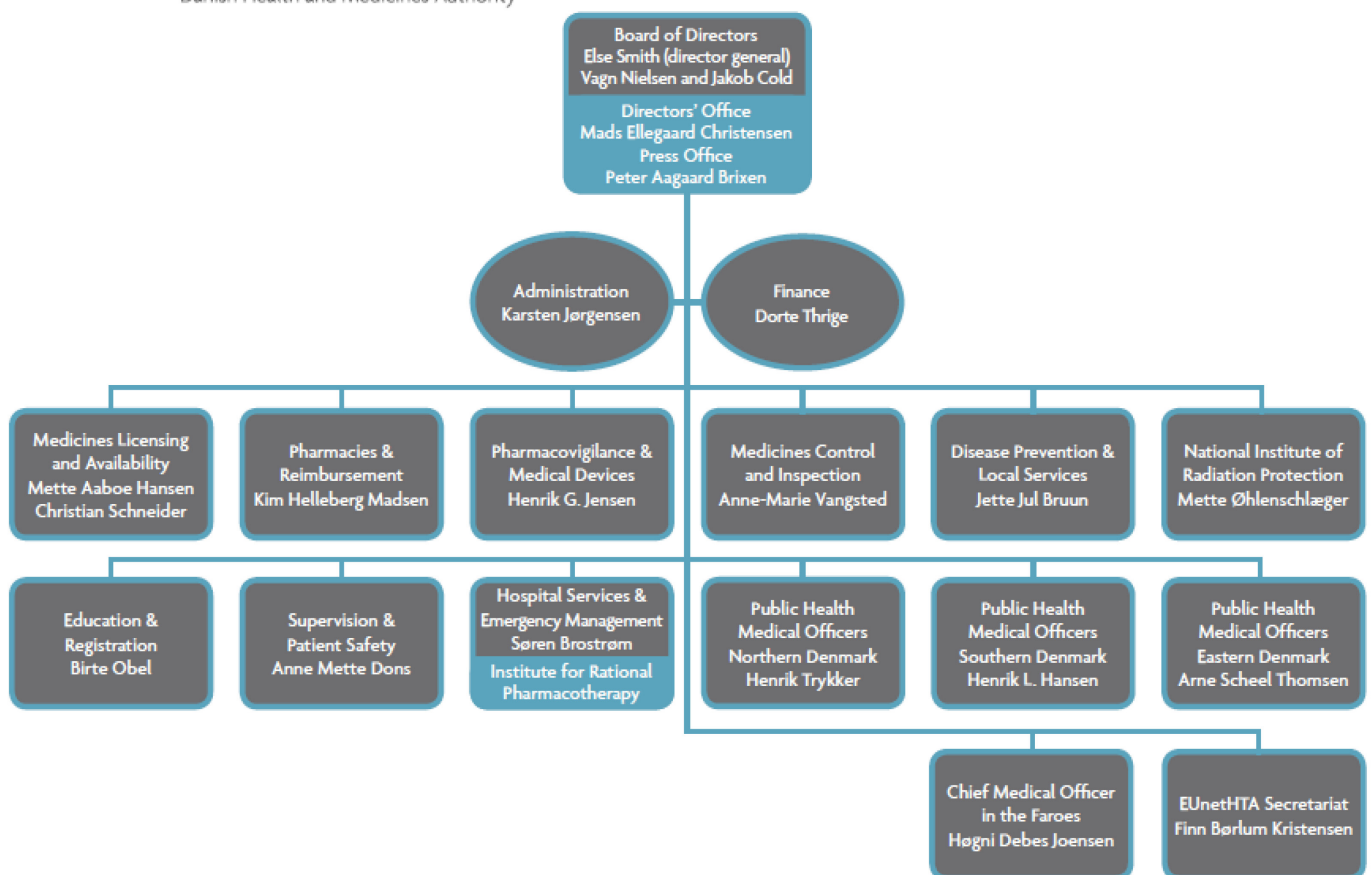 Danish Health and Medicines Authority
Board of Directors
Else Smith (director general)
Vagn Nielsen and Jakob Cold
Directors' Office
Mads Ellegaard Christensen
Press Office
Peter Aagaard Brixen
Administration
Karsten Jørgensen
Finance
Dorte Thrige
Medicines Licensing
and Availability
Mette Aaboe Hansen
Christian Schneider
Pharmacies &
Reimbursement
Kim Helleberg Madsen
Pharmacovigilance &
Medical Devices
Henrik G. Jensen
Medicines Control
and Inspection
Anne-Marie Vangsted
Disease Prevention &
Local Services
Jette Jul Bruun
National Institute of
Radiation Protection
Mette Øhlenschlæger
Education &
Registration
Birte Obel
Supervision &
Patient Safety
Anne Mette Dons
Hospital Services &
Emergency Management
Søren Brostrøm
Institute for Rational
Pharmacotherapy
Public Health
Medical Officers
Northern Denmark
Henrik Trykker
Public Health
Medical Officers
Southern Denmark
Henrik L. Hansen
Public Health
Medical Officers
Eastern Denmark
Arne Scheel Thomsen
Chief Medical Officer
in the Faroes
Høgni Debes Joensen
EUnetHTA Secretariat
Finn Børlum Kristensen